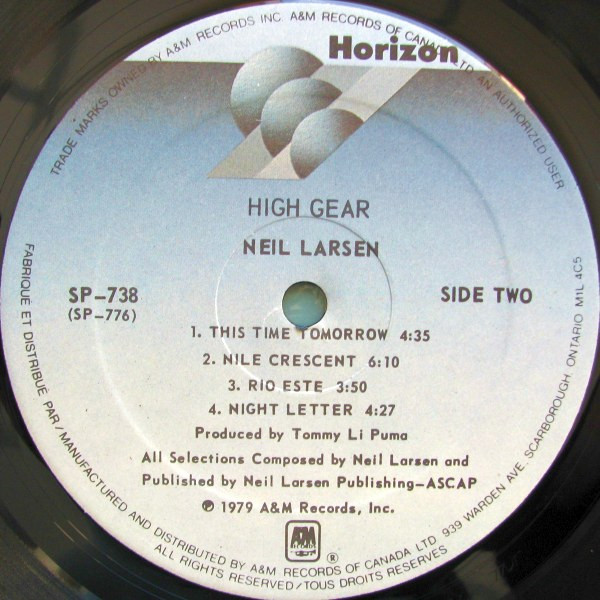 TRADE MARKS OWNED BY A&M RECORDS INC. A&M RECORDS OF CANADA LTD. AN AUTHORIZED USER
Horizon
HIGH GEAR
NEIL LARSEN
SP-738
(SP-776)
SIDE TWO
1. THIS TIME TOMORROW 4:35
2. NILE CRESCENT 6:10
3. RIO ESTE 3:50
4. NIGHT LETTER 4:27
Produced by Tommy Li Puma
All Selections Composed by Neil Larsen and
Published by Neil Larsen Publishing-ASCAP
℗ 1979 A&M Records, Inc.
A&M
RECORDS
®
FABRIQUÉ ET DISTRIBUÉ PAR / MANUFACTURED AND DISTRIBUTED BY A&M RECORDS OF CANADA LTD 939 WARDEN AVE. SCARBOROUGH, ONTARIO M1L 4C5
ALL RIGHTS RESERVED / TOUS DROITS RESERVÉS